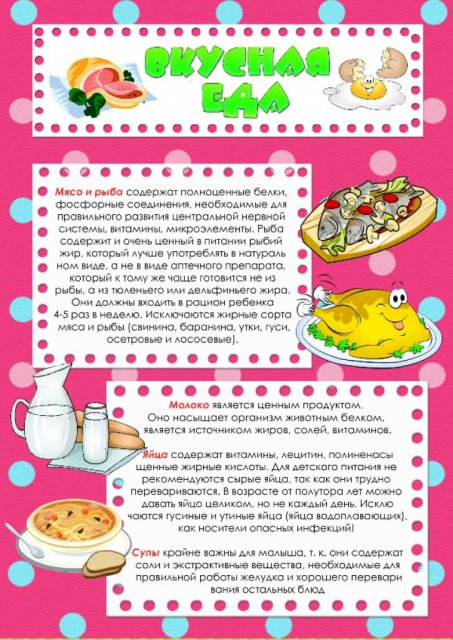 ВКУСНАЯ
ЕДА
Мясо и рыба содержат полноценные белки,
фосфорные соединения, необходимые для
правильного развития центральной нервной
системы, витамины, микроэлементы. Рыба
содержит и очень ценный в питании рыбий
жир, который лучше употреблять в натураль
ном виде, а не в виде аптечного препарата,
который к тому же чаще готовится не из
рыбы, а из тюленьего или дельфиньего жира.
Они должны входить в рацион ребенка
4-5 раз в неделю. Исключаются жирные сорта
мяса и рыбы (свинина, баранина, утки, гуси,
осетровые и лососевые).
Молоко является ценным продуктом.
Оно насыщает организм животным белком,
является источником жиров, солей, витаминов.
Яйца содержат витамины, лецитин, полиненасы
щенные жирные кислоты. Для детского питания не
рекомендуются сырые яйца, так как они трудно
перевариваются. В возрасте от полутора лет можно
давать яйцо целиком, но не каждый день. Исклю
чаются гусиные и утиные яйца (яйца водоплавающих),
как носители опасных инфекций!
Супы крайне важны для малыша, т. к. они содержат
соли и экстрактивные вещества, необходимые для
правильной работы желудка и хорошего перевари
вания остальных блюд